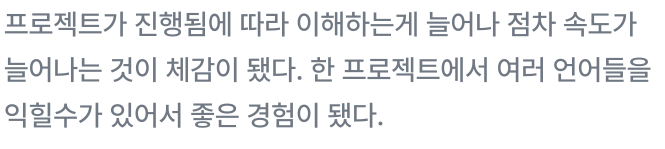 프로젝트가 진행됨에 따라 이해하는게 늘어나 점차 속도가
늘어나는 것이 체감이 됐다. 한 프로젝트에서 여러 언어들을
익힐수가 있어서 좋은 경험이 됐다.